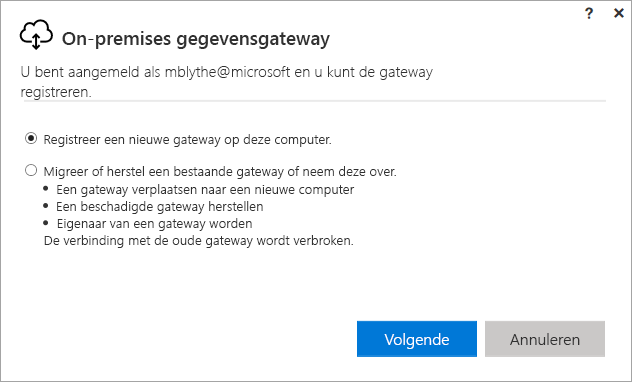 ? ×
On-premises gegevensgateway
U bent aangemeld als mblythe@microsoft en u kunt de gateway
registreren.
Registreer een nieuwe gateway op deze computer.
Migreer of herstel een bestaande gateway of neem deze over.
• Een gateway verplaatsen naar een nieuwe computer
• Een beschadigde gateway herstellen
• Eigenaar van een gateway worden
De verbinding met de oude gateway wordt verbroken.
Volgende Annuleren